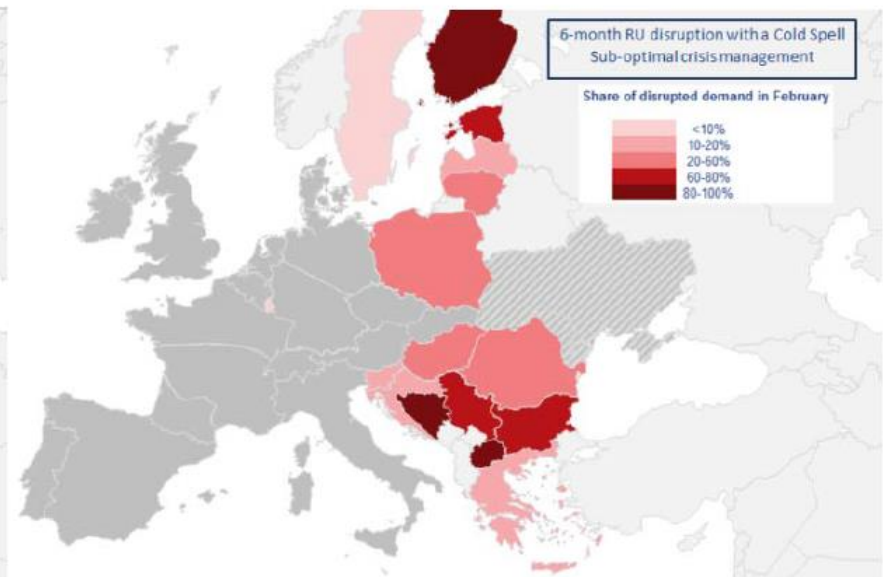 6-month RU disruption with a Cold Spell
Sub-optimal crisis management
Share of disrupted demand in February
<10%
10-20%
20-60%
60-80%
80-100%